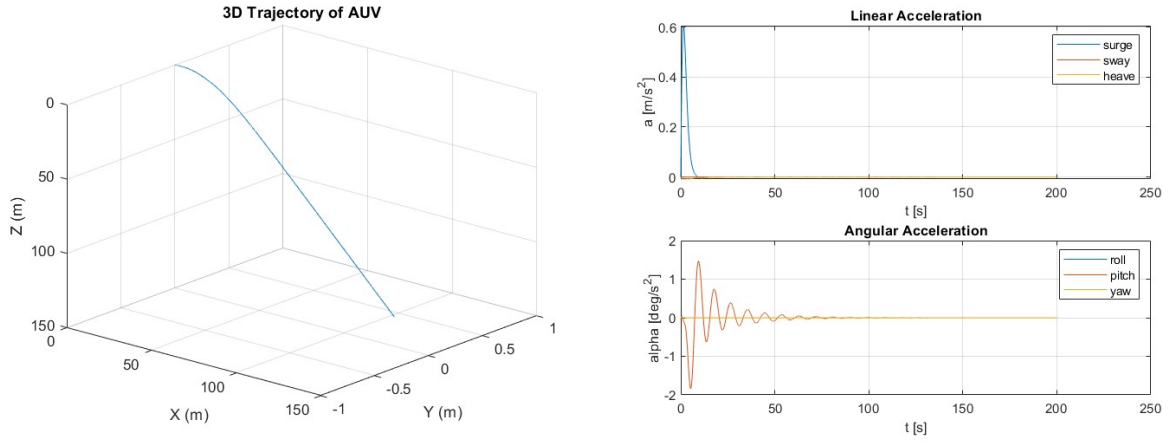 3D Trajectory of AUV
0
50
100
150
Z (m)
0
50
100
150
X (m)
-1
-0.5
0
0.5
1
Y (m)
Linear Acceleration
0.6
0.4
0.2
0
a [m/s²]
surge
sway
heave
0 50 100 150 200 250
t [s]
Angular Acceleration
2
1
0
-1
-2
alpha [deg/s²]
roll
pitch
yaw
0 50 100 150 200 250
t [s]